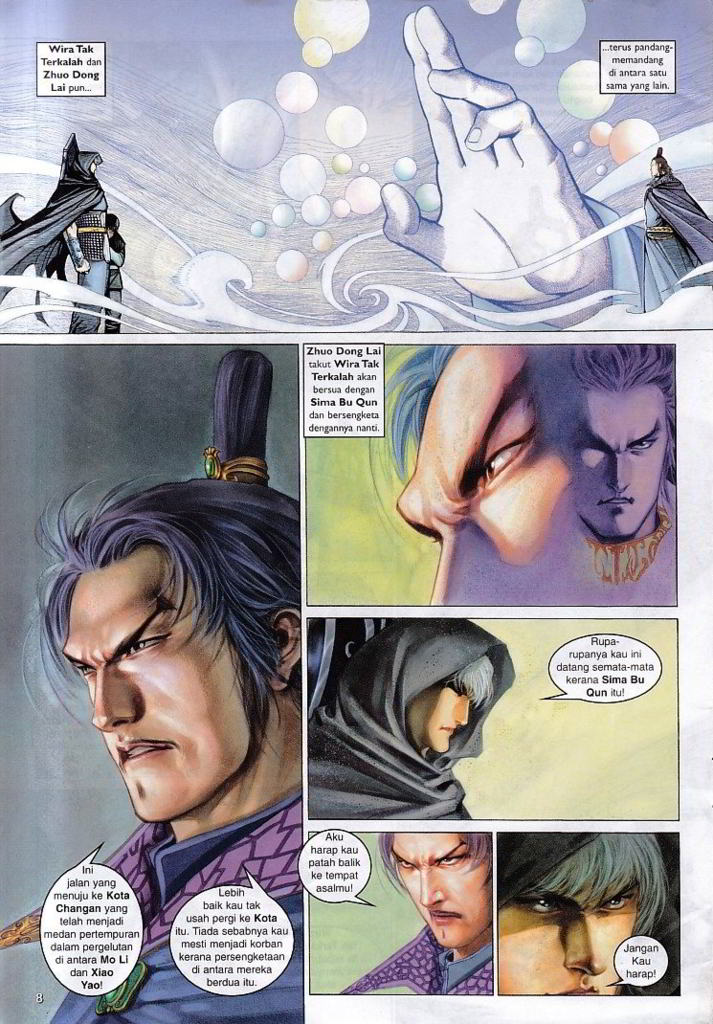 Wira Tak
Terkalah dan
Zhuo Dong
Lai pun...
...terus pandang-
memandang
di antara satu
sama yang lain.
Zhuo Dong Lai
takut Wira Tak
Terkalah akan
bersua dengan
Sima Bu Qun
dan bersengketa
dengannya nanti.
Ini
jalan yang
menuju ke Kota
Changan yang
telah menjadi
medan pertempuran
dalam pergelutan
di antara Mo Li
dan Xiao
Yao!
Lebih
baik kau tak
usah pergi ke Kota
itu. Tiada sebabnya kau
mesti menjadi korban
kerana persengketaan
di antara mereka
berdua itu.
Rupa-
rupanya kau ini
datang semata-mata
kerana Sima Bu
Qun itu!
Aku
harap kau
patah balik
ke tempat
asalmu!
Jangan
Kau
harap!
8